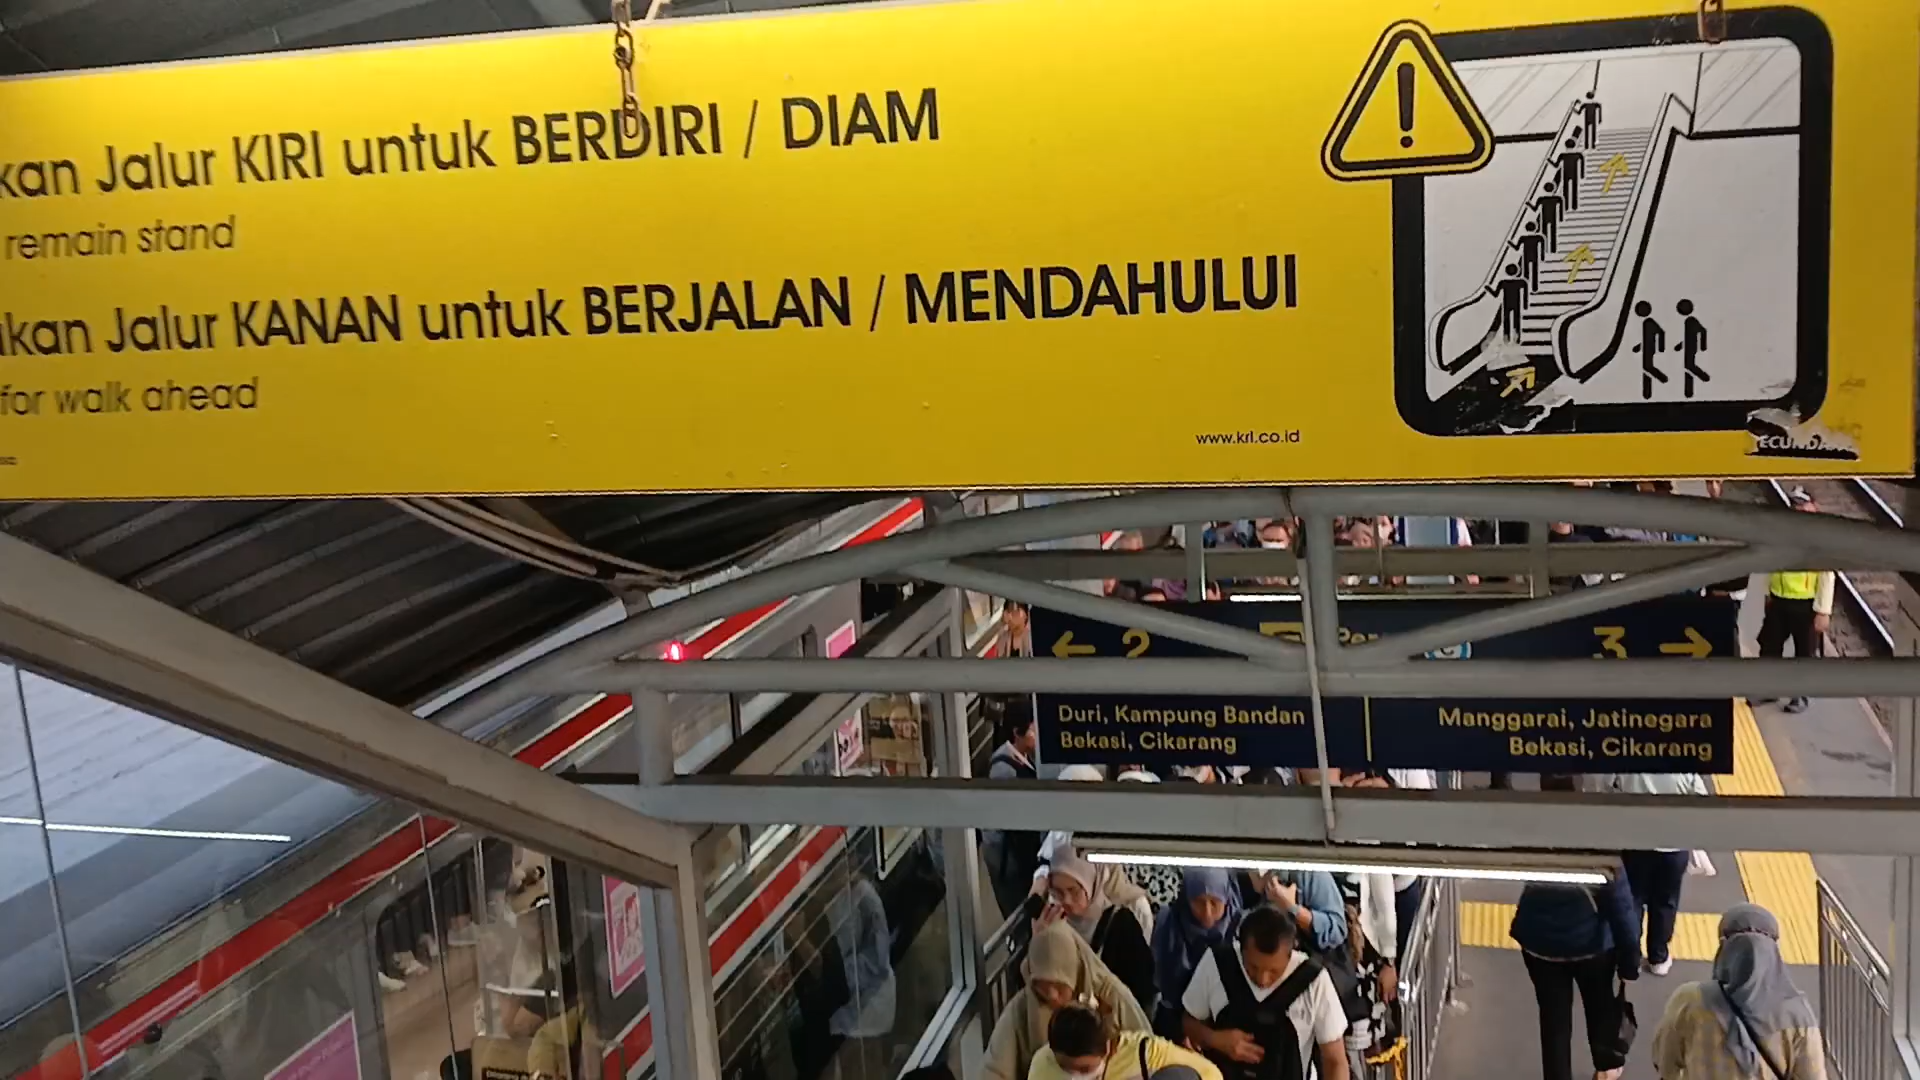 kan Jalur KIRI untuk BERDIRI / DIAM
remain stand
kan Jalur KANAN untuk BERJALAN / MENDAHULUI
for walk ahead
www.krl.co.id
← 2
3 →
Duri, Kampung Bandan
Bekasi, Cikarang
Manggarai, Jatinegara
Bekasi, Cikarang